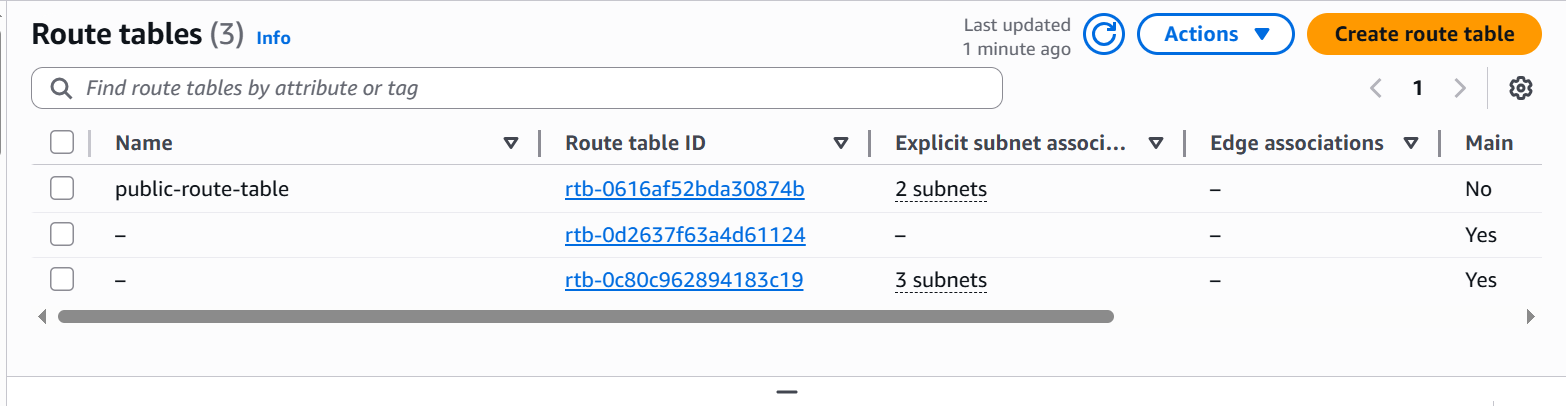 Route tables (3) Info
Last updated
1 minute ago
Actions
Create route table
Find route tables by attribute or tag
1
Name Route table ID Explicit subnet associ... Edge associations Main
public-route-table rtb-0616af52bda30874b 2 subnets – No
– rtb-0d2637f63a4d61124 – – Yes
– rtb-0c80c962894183c19 3 subnets – Yes